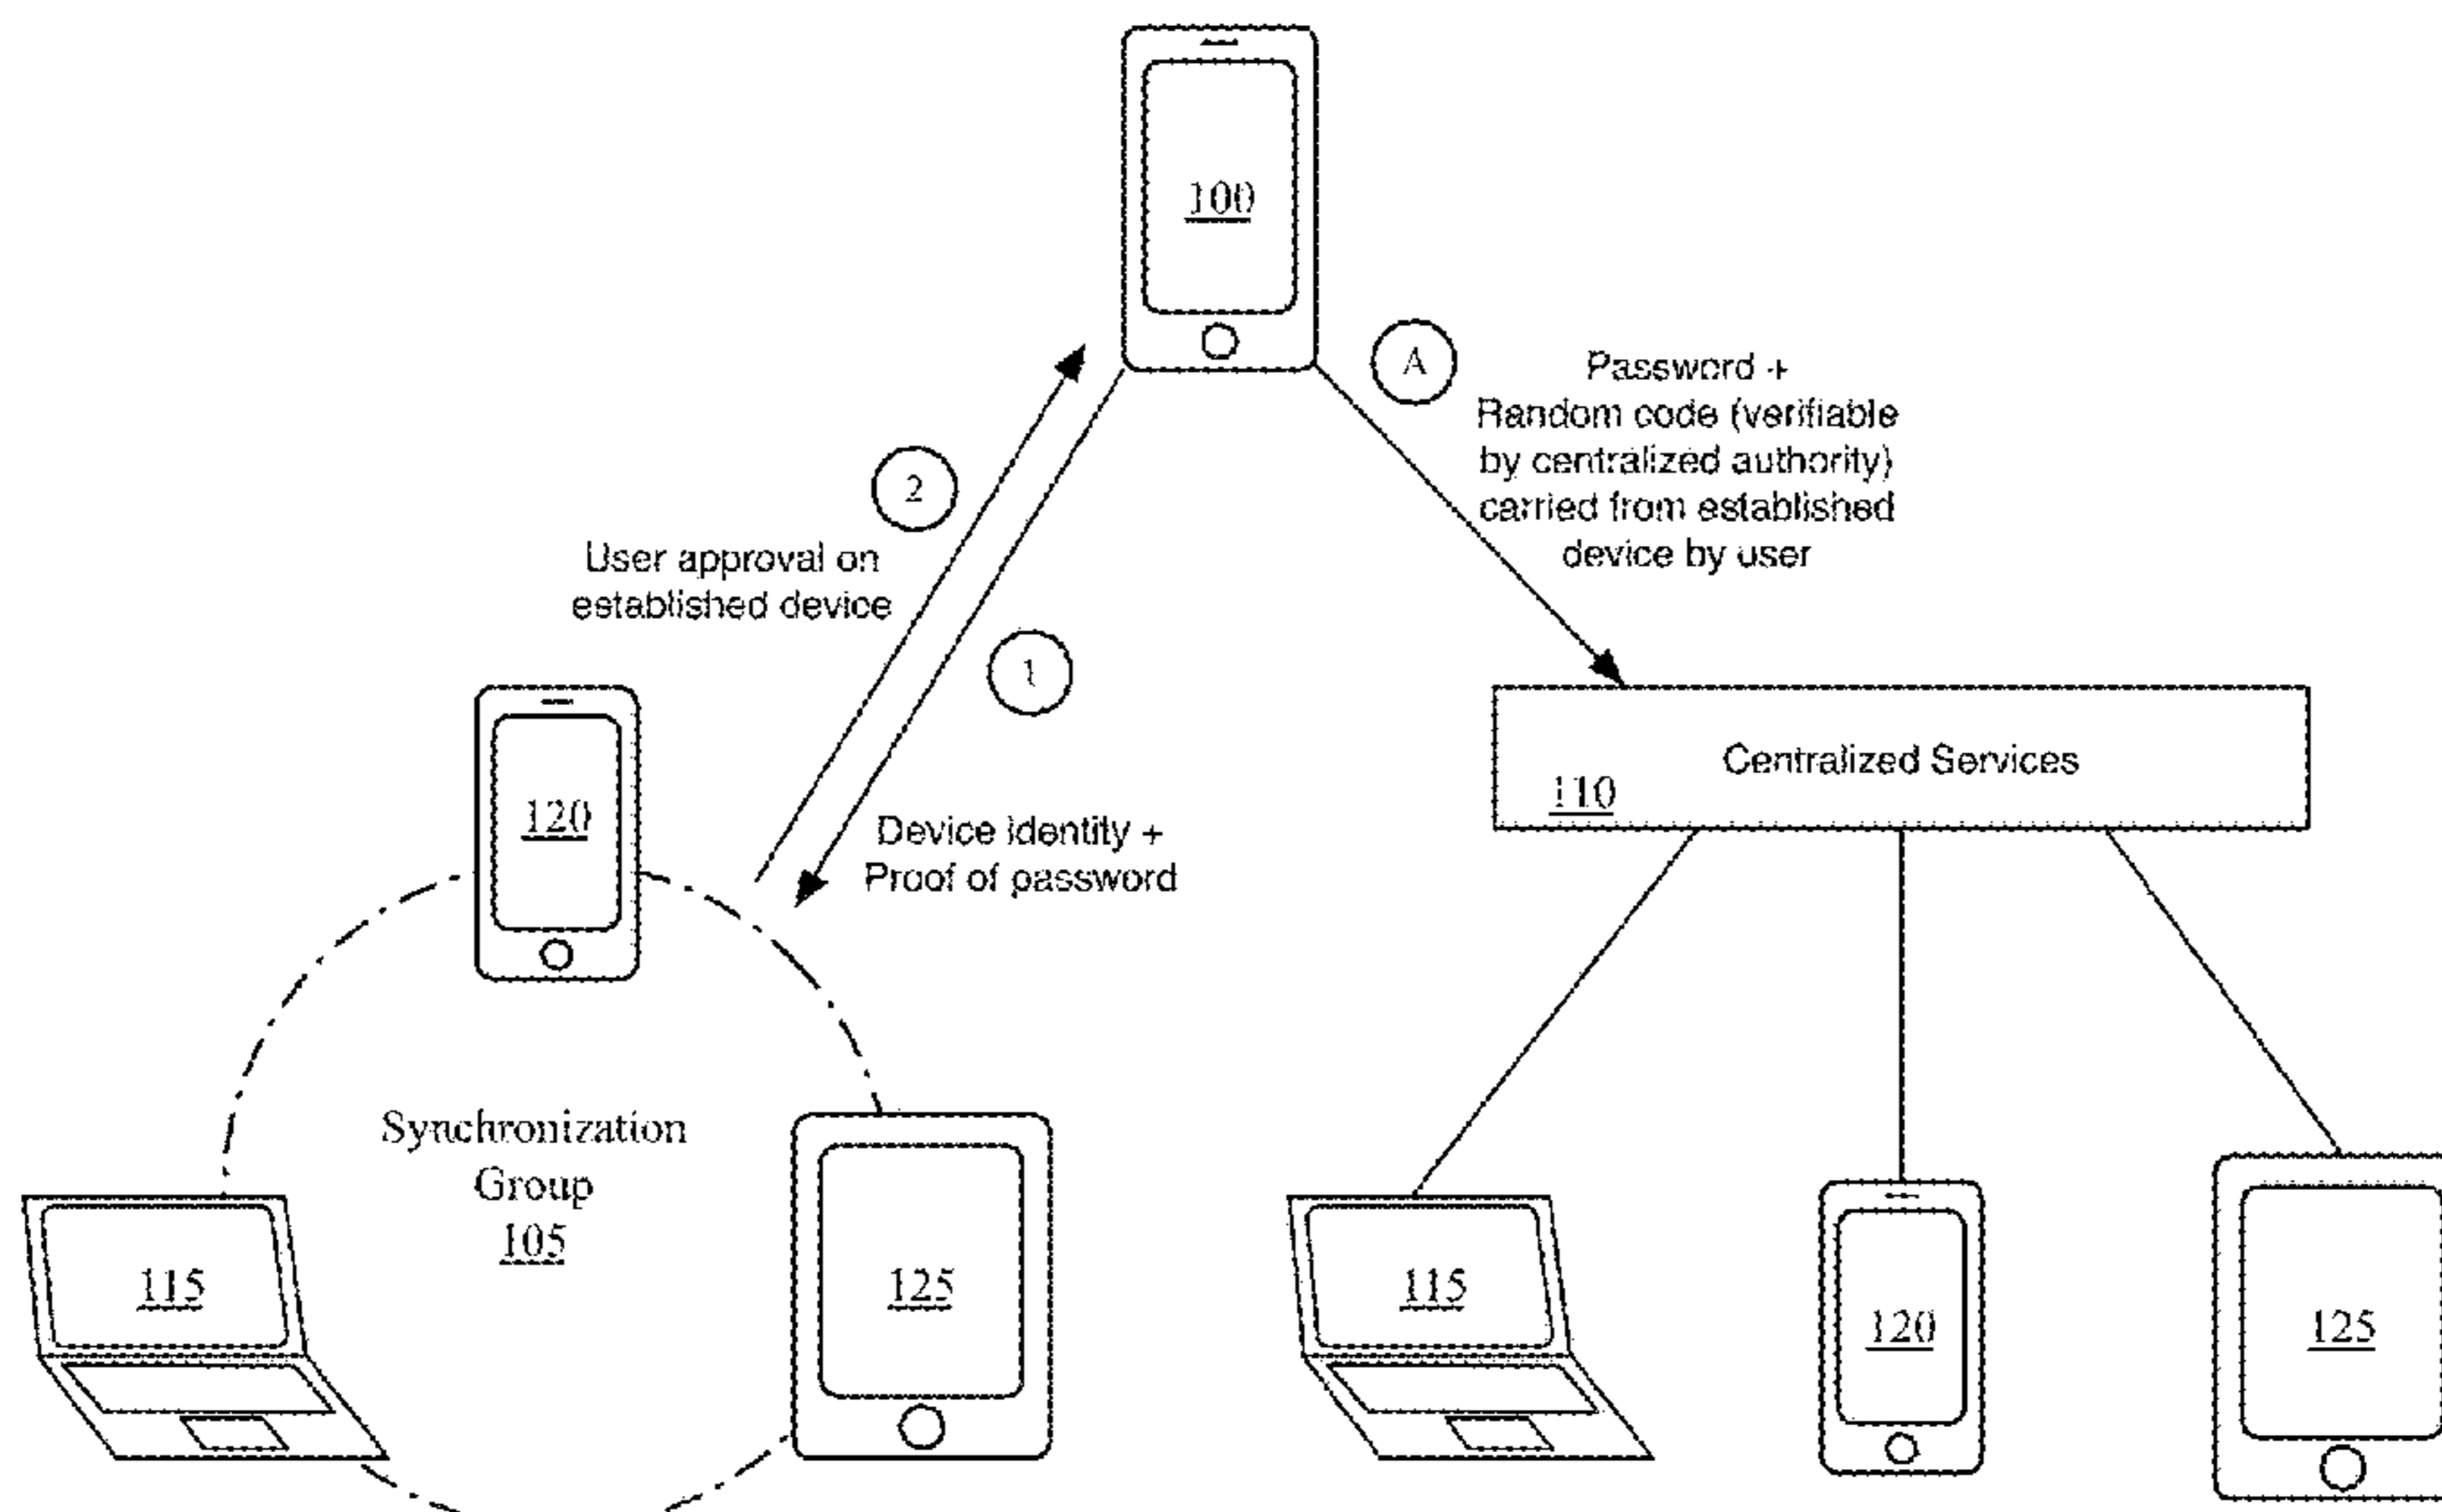 100
A
Password +
Random code (verifiable
by centralized authority)
carried from established
device by user
2
User approval on
established device
1
120
Device identity +
Proof of password
Centralized Services
110
Synchronization
Group
105
115
125
115
120
125